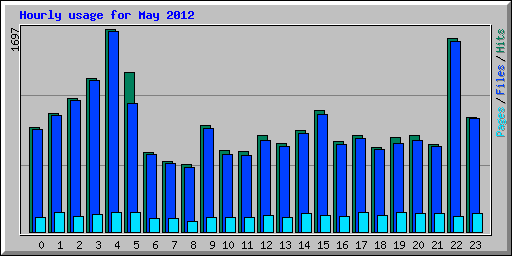 Hourly usage for May 2012
1697
Pages/Files/Hits
0 1 2 3 4 5 6 7 8 9 10 11 12 13 14 15 16 17 18 19 20 21 22 23